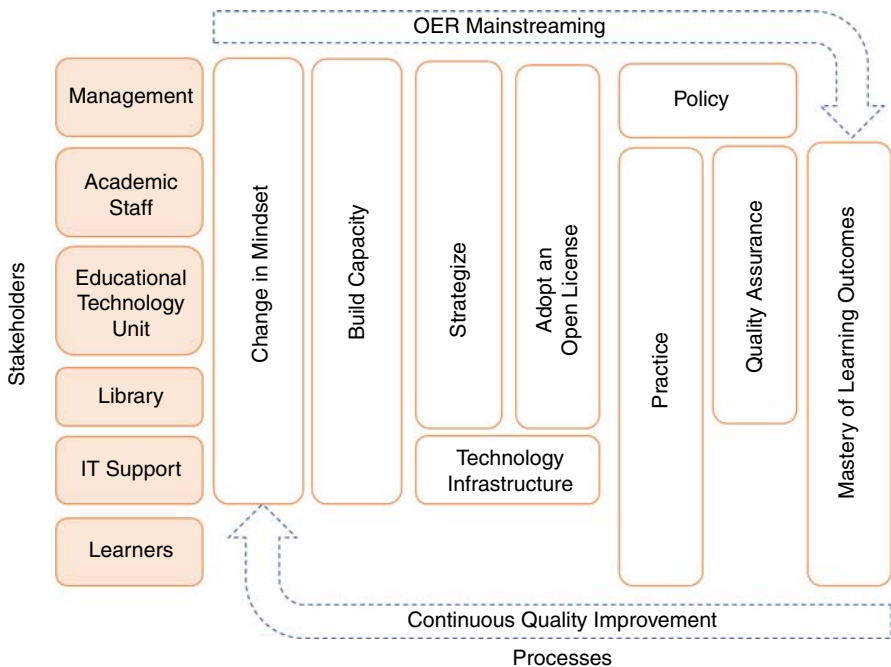 OER Mainstreaming
Stakeholders
Management
Academic
Staff
Educational
Technology
Unit
Library
IT Support
Learners
Change in Mindset
Build Capacity
Strategize
Adopt an
Open License
Technology
Infrastructure
Policy
Practice
Quality Assurance
Mastery of Learning Outcomes
Continuous Quality Improvement
Processes